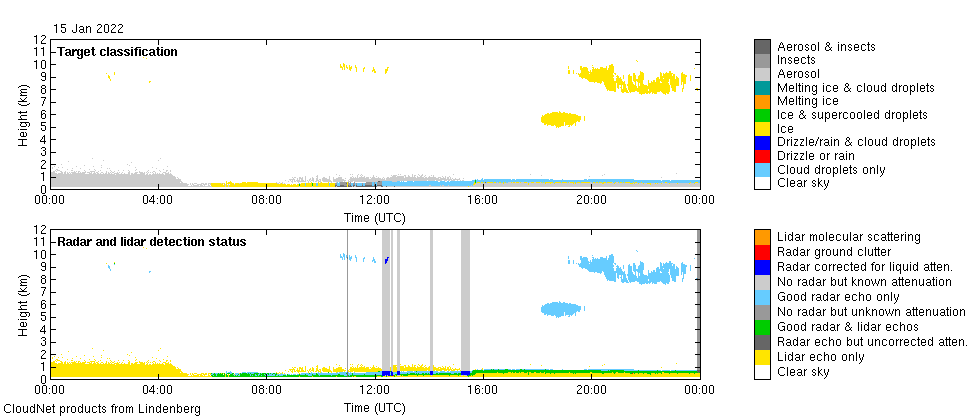 15 Jan 2022
Target classification
12
11
10
9
8
7
6
5
4
3
2
1
0
Height (km)
00:00 04:00 08:00 12:00 16:00 20:00 00:00
Time (UTC)
Aerosol & insects
Insects
Aerosol
Melting ice & cloud droplets
Melting ice
Ice & supercooled droplets
Ice
Drizzle/rain & cloud droplets
Drizzle or rain
Cloud droplets only
Clear sky
Radar and lidar detection status
12
11
10
9
8
7
6
5
4
3
2
1
0
Height (km)
00:00 04:00 08:00 12:00 16:00 20:00 00:00
Time (UTC)
Lidar molecular scattering
Radar ground clutter
Radar corrected for liquid atten.
No radar but known attenuation
Good radar echo only
No radar but unknown attenuation
Good radar & lidar echos
Radar echo but uncorrected atten.
Lidar echo only
Clear sky
CloudNet products from Lindenberg